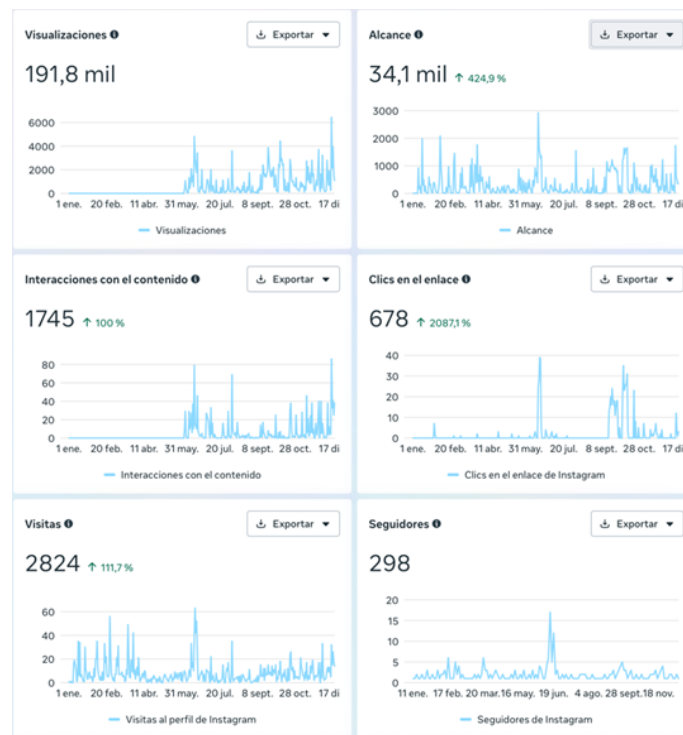 Visualizaciones Exportar
191,8 mil
6000
4000
2000
0
1 ene. 20 feb. 11 abr. 31 may. 20 jul. 8 sept. 28 oct. 17 di
Visualizaciones
Alcance Exportar
34,1 mil ↑ 424,9 %
3000
2000
1000
0
1 ene. 20 feb. 11 abr. 31 may. 20 jul. 8 sept. 28 oct. 17 di
Alcance
Interacciones con el contenido Exportar
1745 ↑ 100 %
80
60
40
20
0
1 ene. 20 feb. 11 abr. 31 may. 20 jul. 8 sept. 28 oct. 17 di
Interacciones con el contenido
Clics en el enlace Exportar
678 ↑ 2087,1 %
40
30
20
10
0
1 ene. 20 feb. 11 abr. 31 may. 20 jul. 8 sept. 28 oct. 17 di
Clics en el enlace de Instagram
Visitas Exportar
2824 ↑ 111,7 %
60
40
20
0
1 ene. 20 feb. 11 abr. 31 may. 20 jul. 8 sept. 28 oct. 17 di
Visitas al perfil de Instagram
Seguidores Exportar
298
20
15
10
5
0
11 ene. 17 feb. 20 mar. 16 may. 19 jun. 4 ago. 28 sept. 18 nov.
Seguidores de Instagram